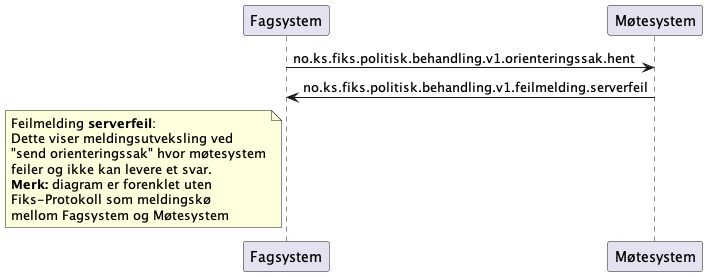 Fagsystem
Møtesystem
no.ks.fiks.politisk.behandling.v1.orienteringssak.hent
no.ks.fiks.politisk.behandling.v1.feilmelding.serverfeil
Feilmelding serverfeil:
Dette viser meldingsutveksling ved
"send orienteringssak" hvor møtesystem
feiler og ikke kan levere et svar.
Merk: diagram er forenklet uten
Fiks-Protokoll som meldingskø
mellom Fagsystem og Møtesystem
Fagsystem
Møtesystem